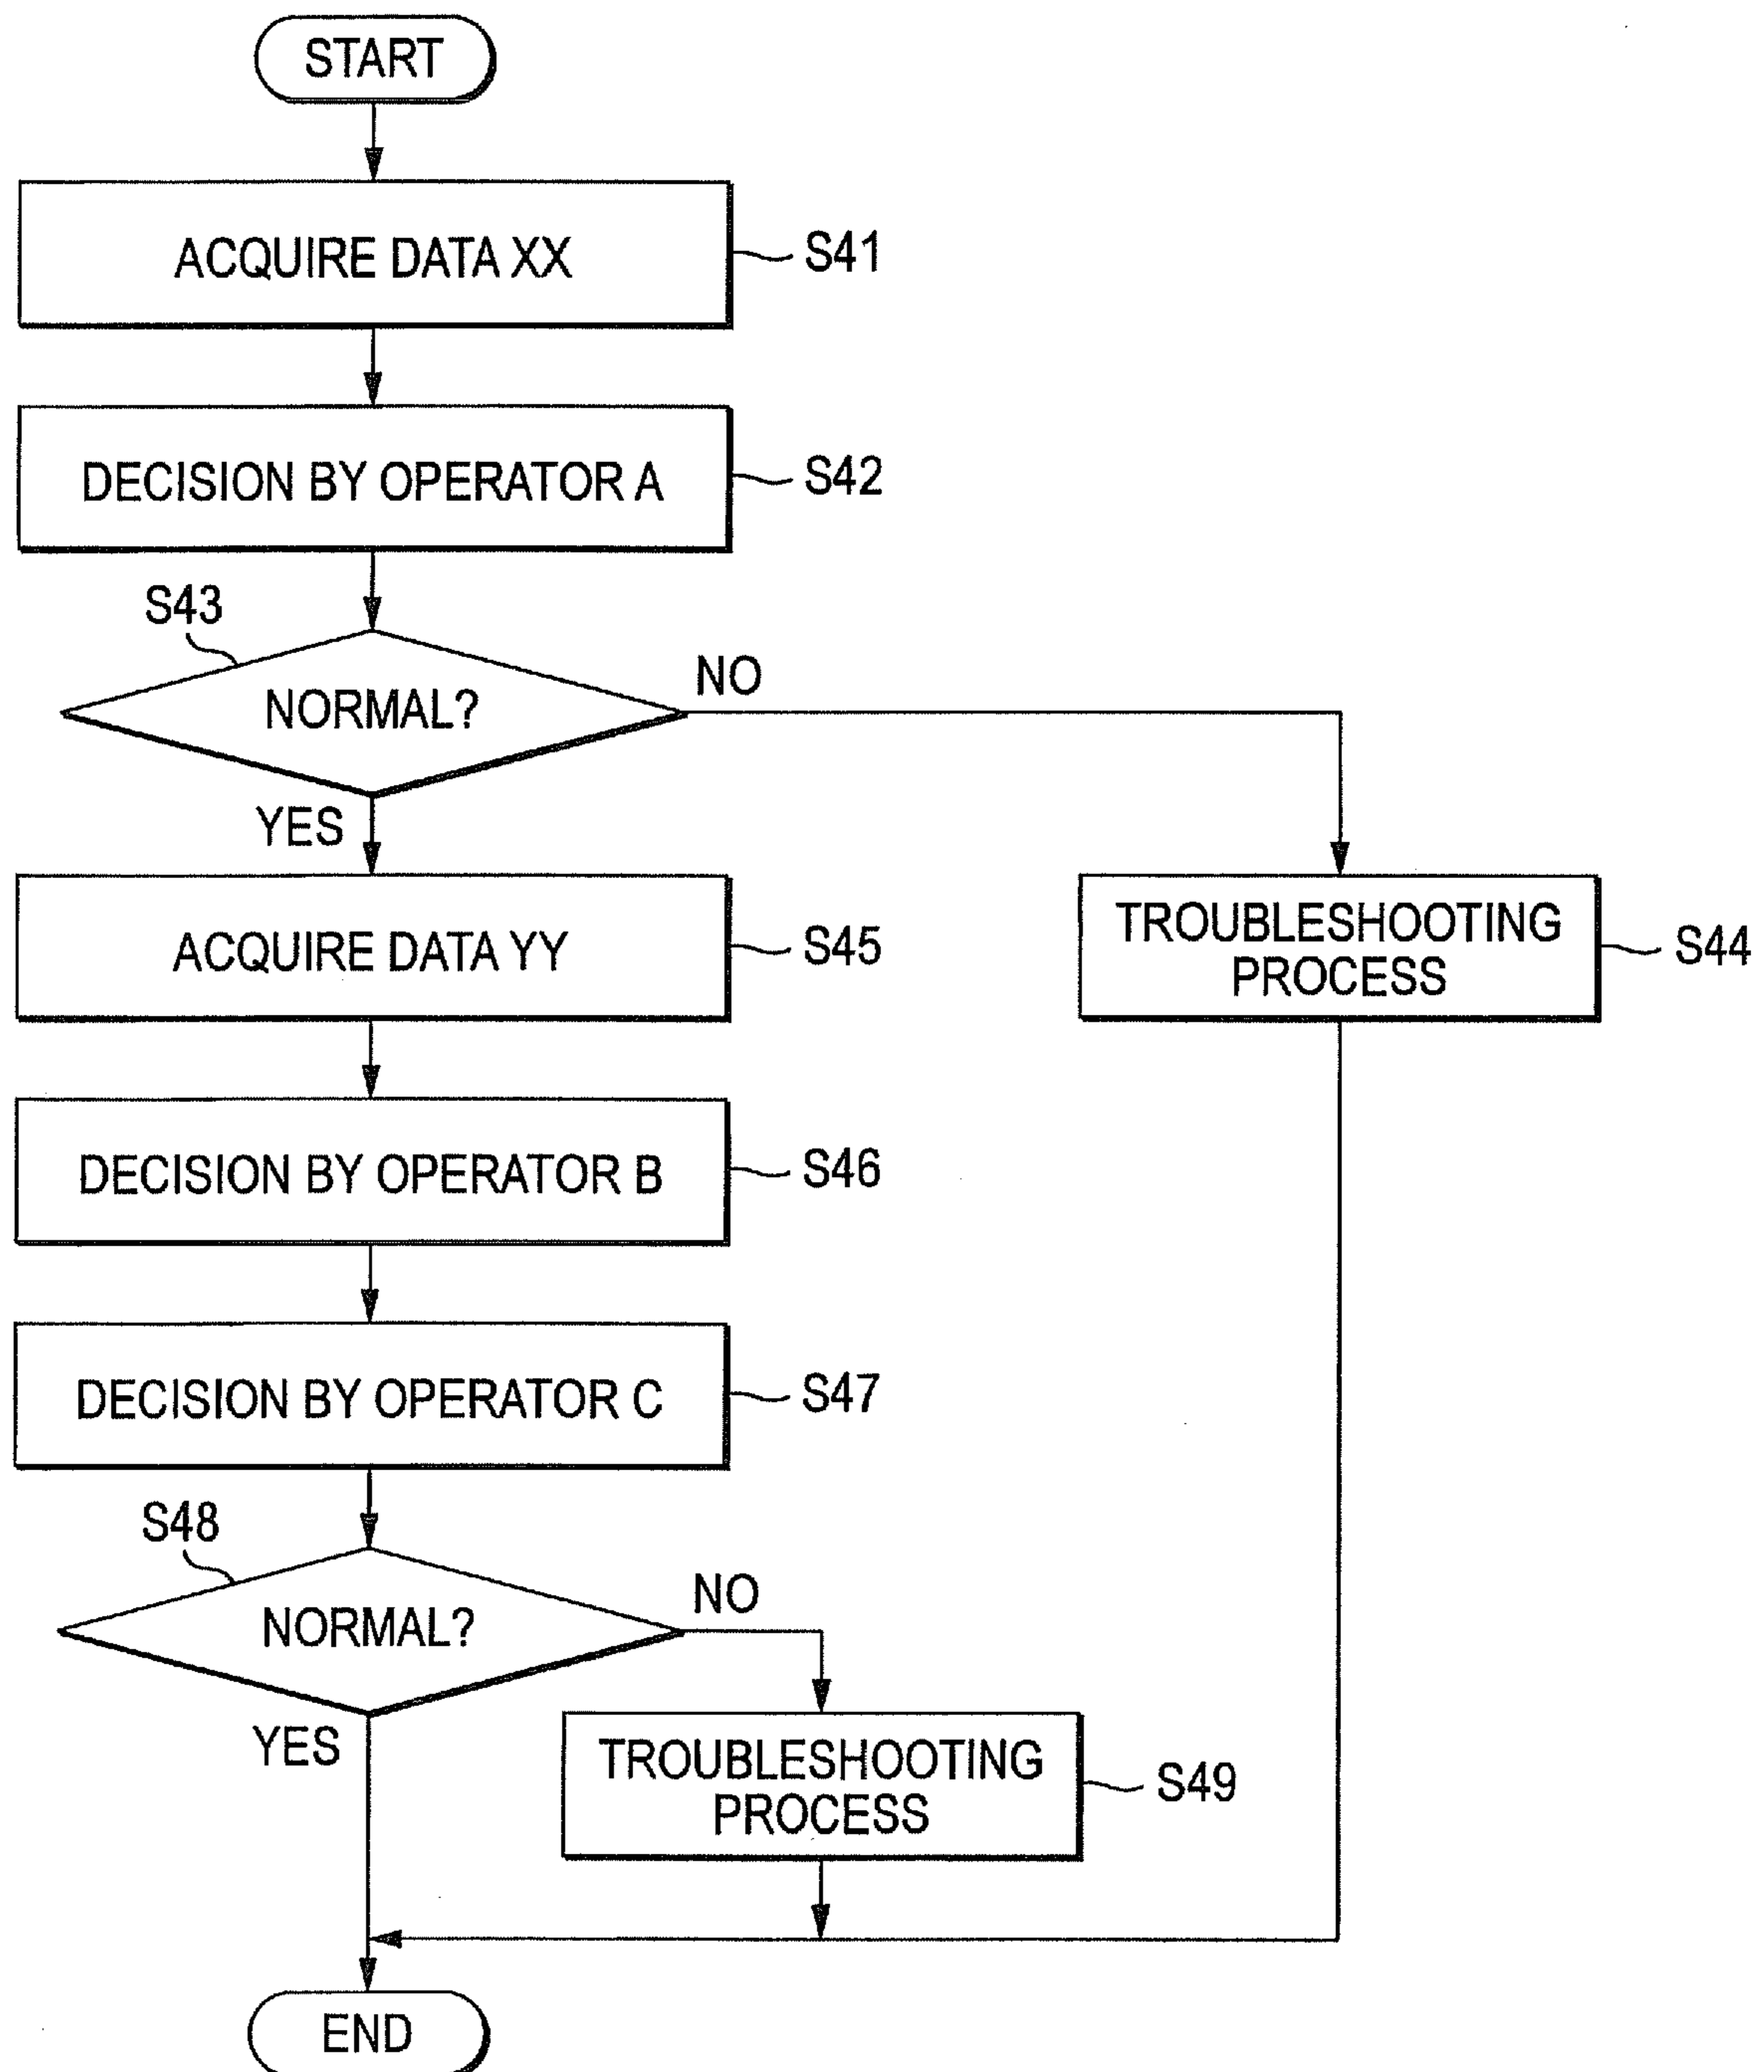 START
ACQUIRE DATA XX
S41
DECISION BY OPERATOR A
S42
S43
NORMAL?
NO
YES
ACQUIRE DATA YY
S45
TROUBLESHOOTING
PROCESS
S44
DECISION BY OPERATOR B
S46
DECISION BY OPERATOR C
S47
S48
NORMAL?
NO
YES
TROUBLESHOOTING
PROCESS
S49
END